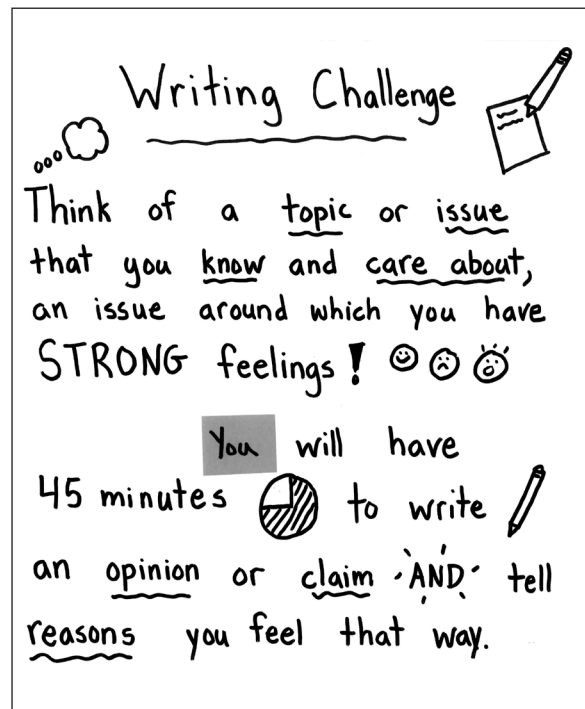 Writing Challenge
Think of a topic or issue
that you know and care about,
an issue around which you have
STRONG feelings!
You will have
45 minutes to write
an opinion or claim AND tell
reasons you feel that way.